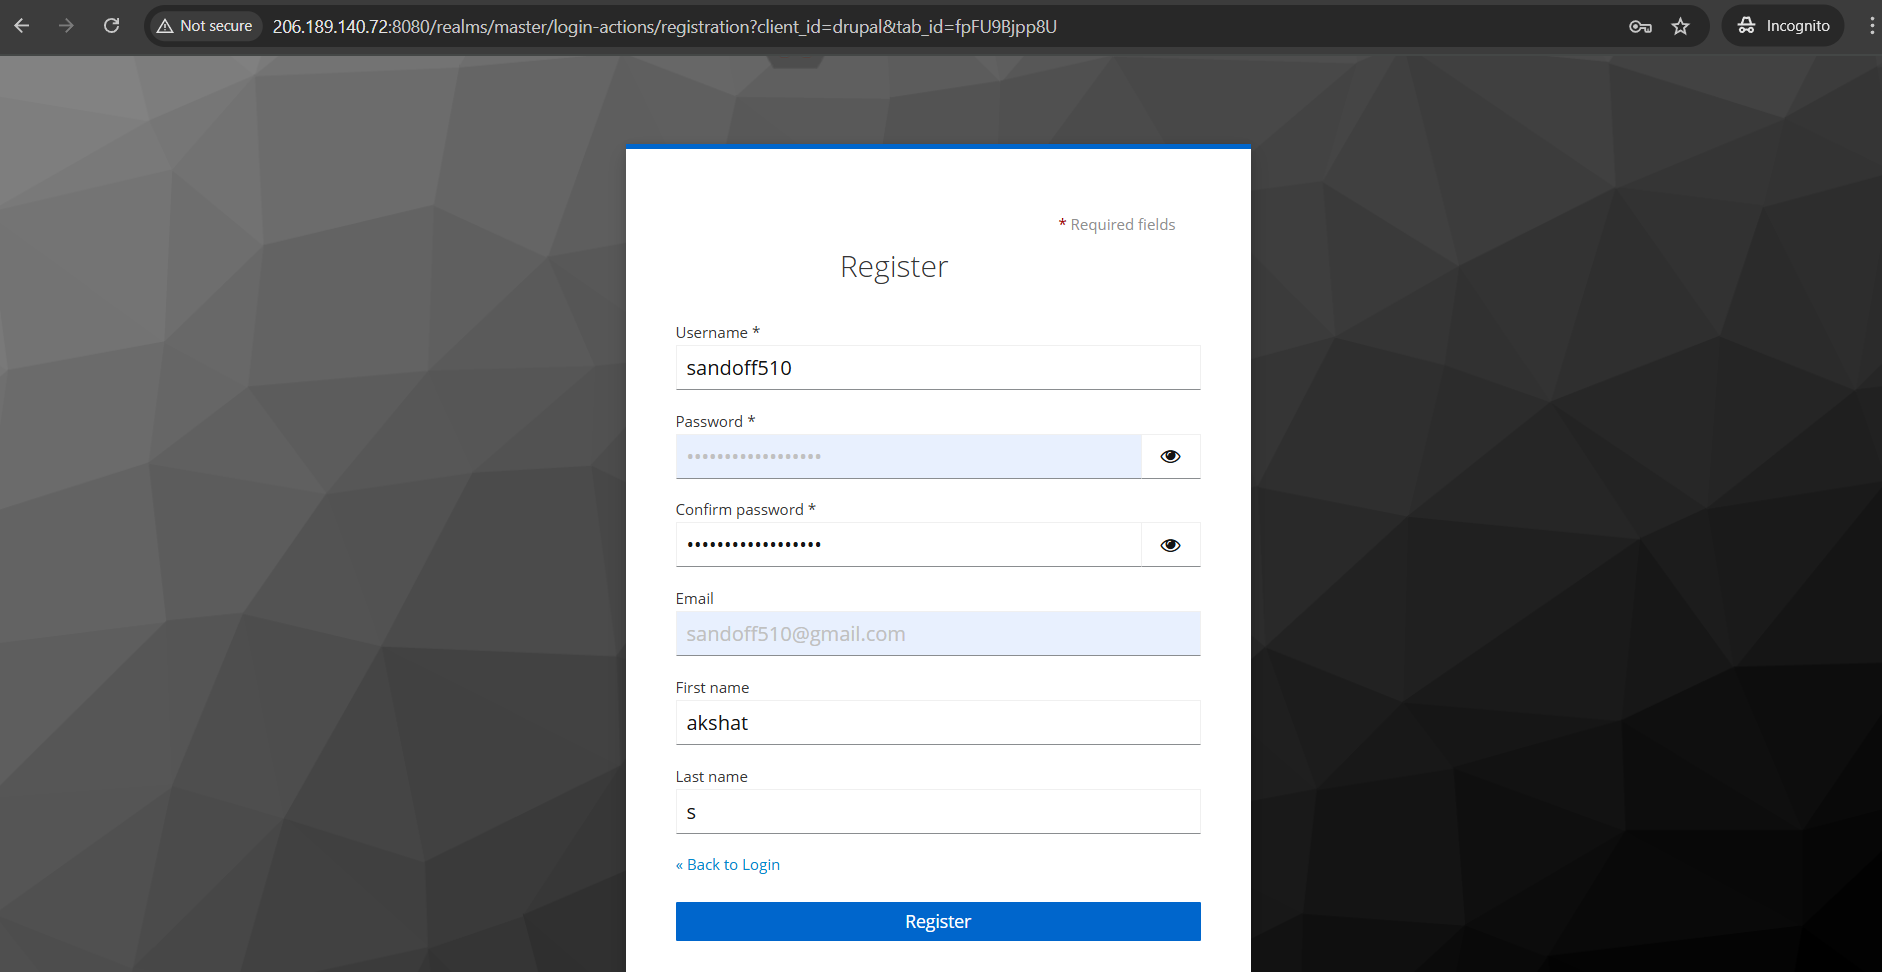 Not secure 206.189.140.72:8080/realms/master/login-actions/registration?client_id=drupal&tab_id=fpFU9Bjpp8U Incognito
* Required fields
Register
Username *
sandoff510
Password *
••••••••••••••••••
Confirm password *
••••••••••••••••••
Email
sandoff510@gmail.com
First name
akshat
Last name
s
« Back to Login
Register